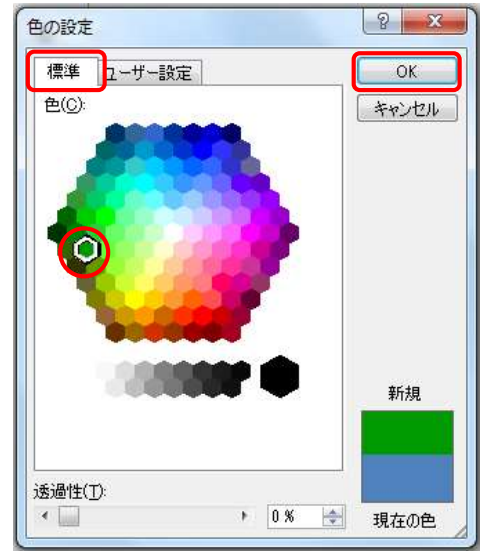 色の設定
標準
ユーザー設定
OK
キャンセル
色(C):
新規
現在の色
透過性(T):
0 %